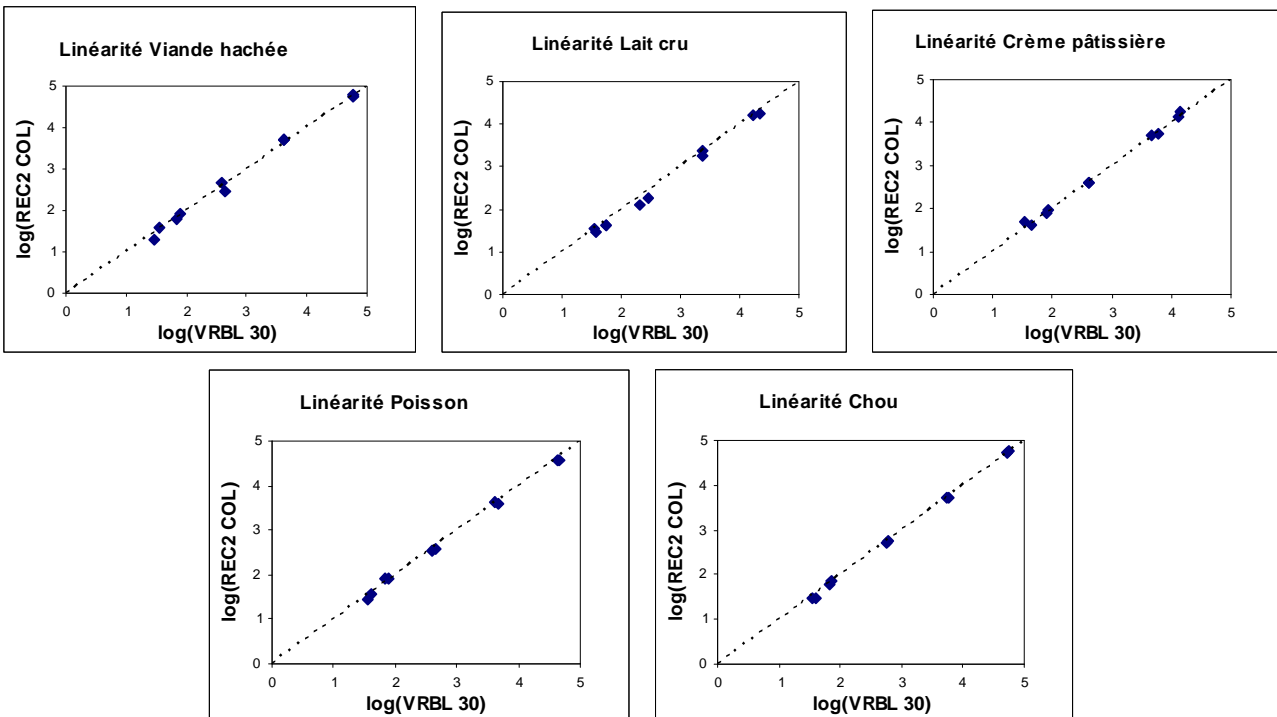 Linéarité Viande hachée
5
4
3
2
1
0
0 1 2 3 4 5
log(REC2 COL)
log(VRBL 30)
Linéarité Lait cru
5
4
3
2
1
0
0 1 2 3 4 5
log(REC2 COL)
log(VRBL 30)
Linéarité Crème pâtissière
5
4
3
2
1
0
0 1 2 3 4 5
log(REC2 COL)
log(VRBL 30)
Linéarité Poisson
5
4
3
2
1
0
0 1 2 3 4 5
log(REC2 COL)
log(VRBL 30)
Linéarité Chou
5
4
3
2
1
0
0 1 2 3 4 5
log(REC2 COL)
log(VRBL 30)